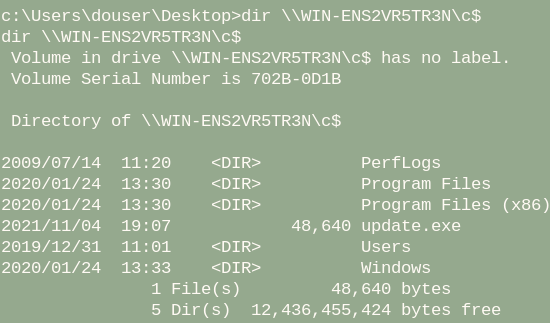 c:\Users\douser\Desktop>dir \\WIN-ENS2VR5TR3N\c$
dir \\WIN-ENS2VR5TR3N\c$
 Volume in drive \\WIN-ENS2VR5TR3N\c$ has no label.
 Volume Serial Number is 702B-0D1B

 Directory of \\WIN-ENS2VR5TR3N\c$

2009/07/14  11:20    <DIR>          PerfLogs
2020/01/24  13:30    <DIR>          Program Files
2020/01/24  13:30    <DIR>          Program Files (x86)
2021/11/04  19:07            48,640 update.exe
2019/12/31  11:01    <DIR>          Users
2020/01/24  13:33    <DIR>          Windows
               1 File(s)         48,640 bytes
               5 Dir(s)  12,436,455,424 bytes free